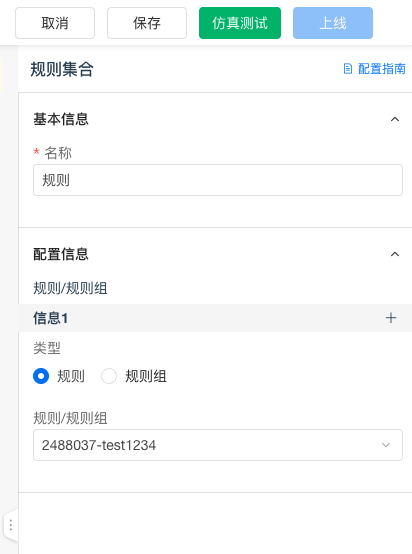 取消 保存 仿真测试 上线
规则集合 配置指南
基本信息
* 名称
规则
配置信息
规则/规则组
信息1
类型
规则 规则组
规则/规则组
2488037-test1234